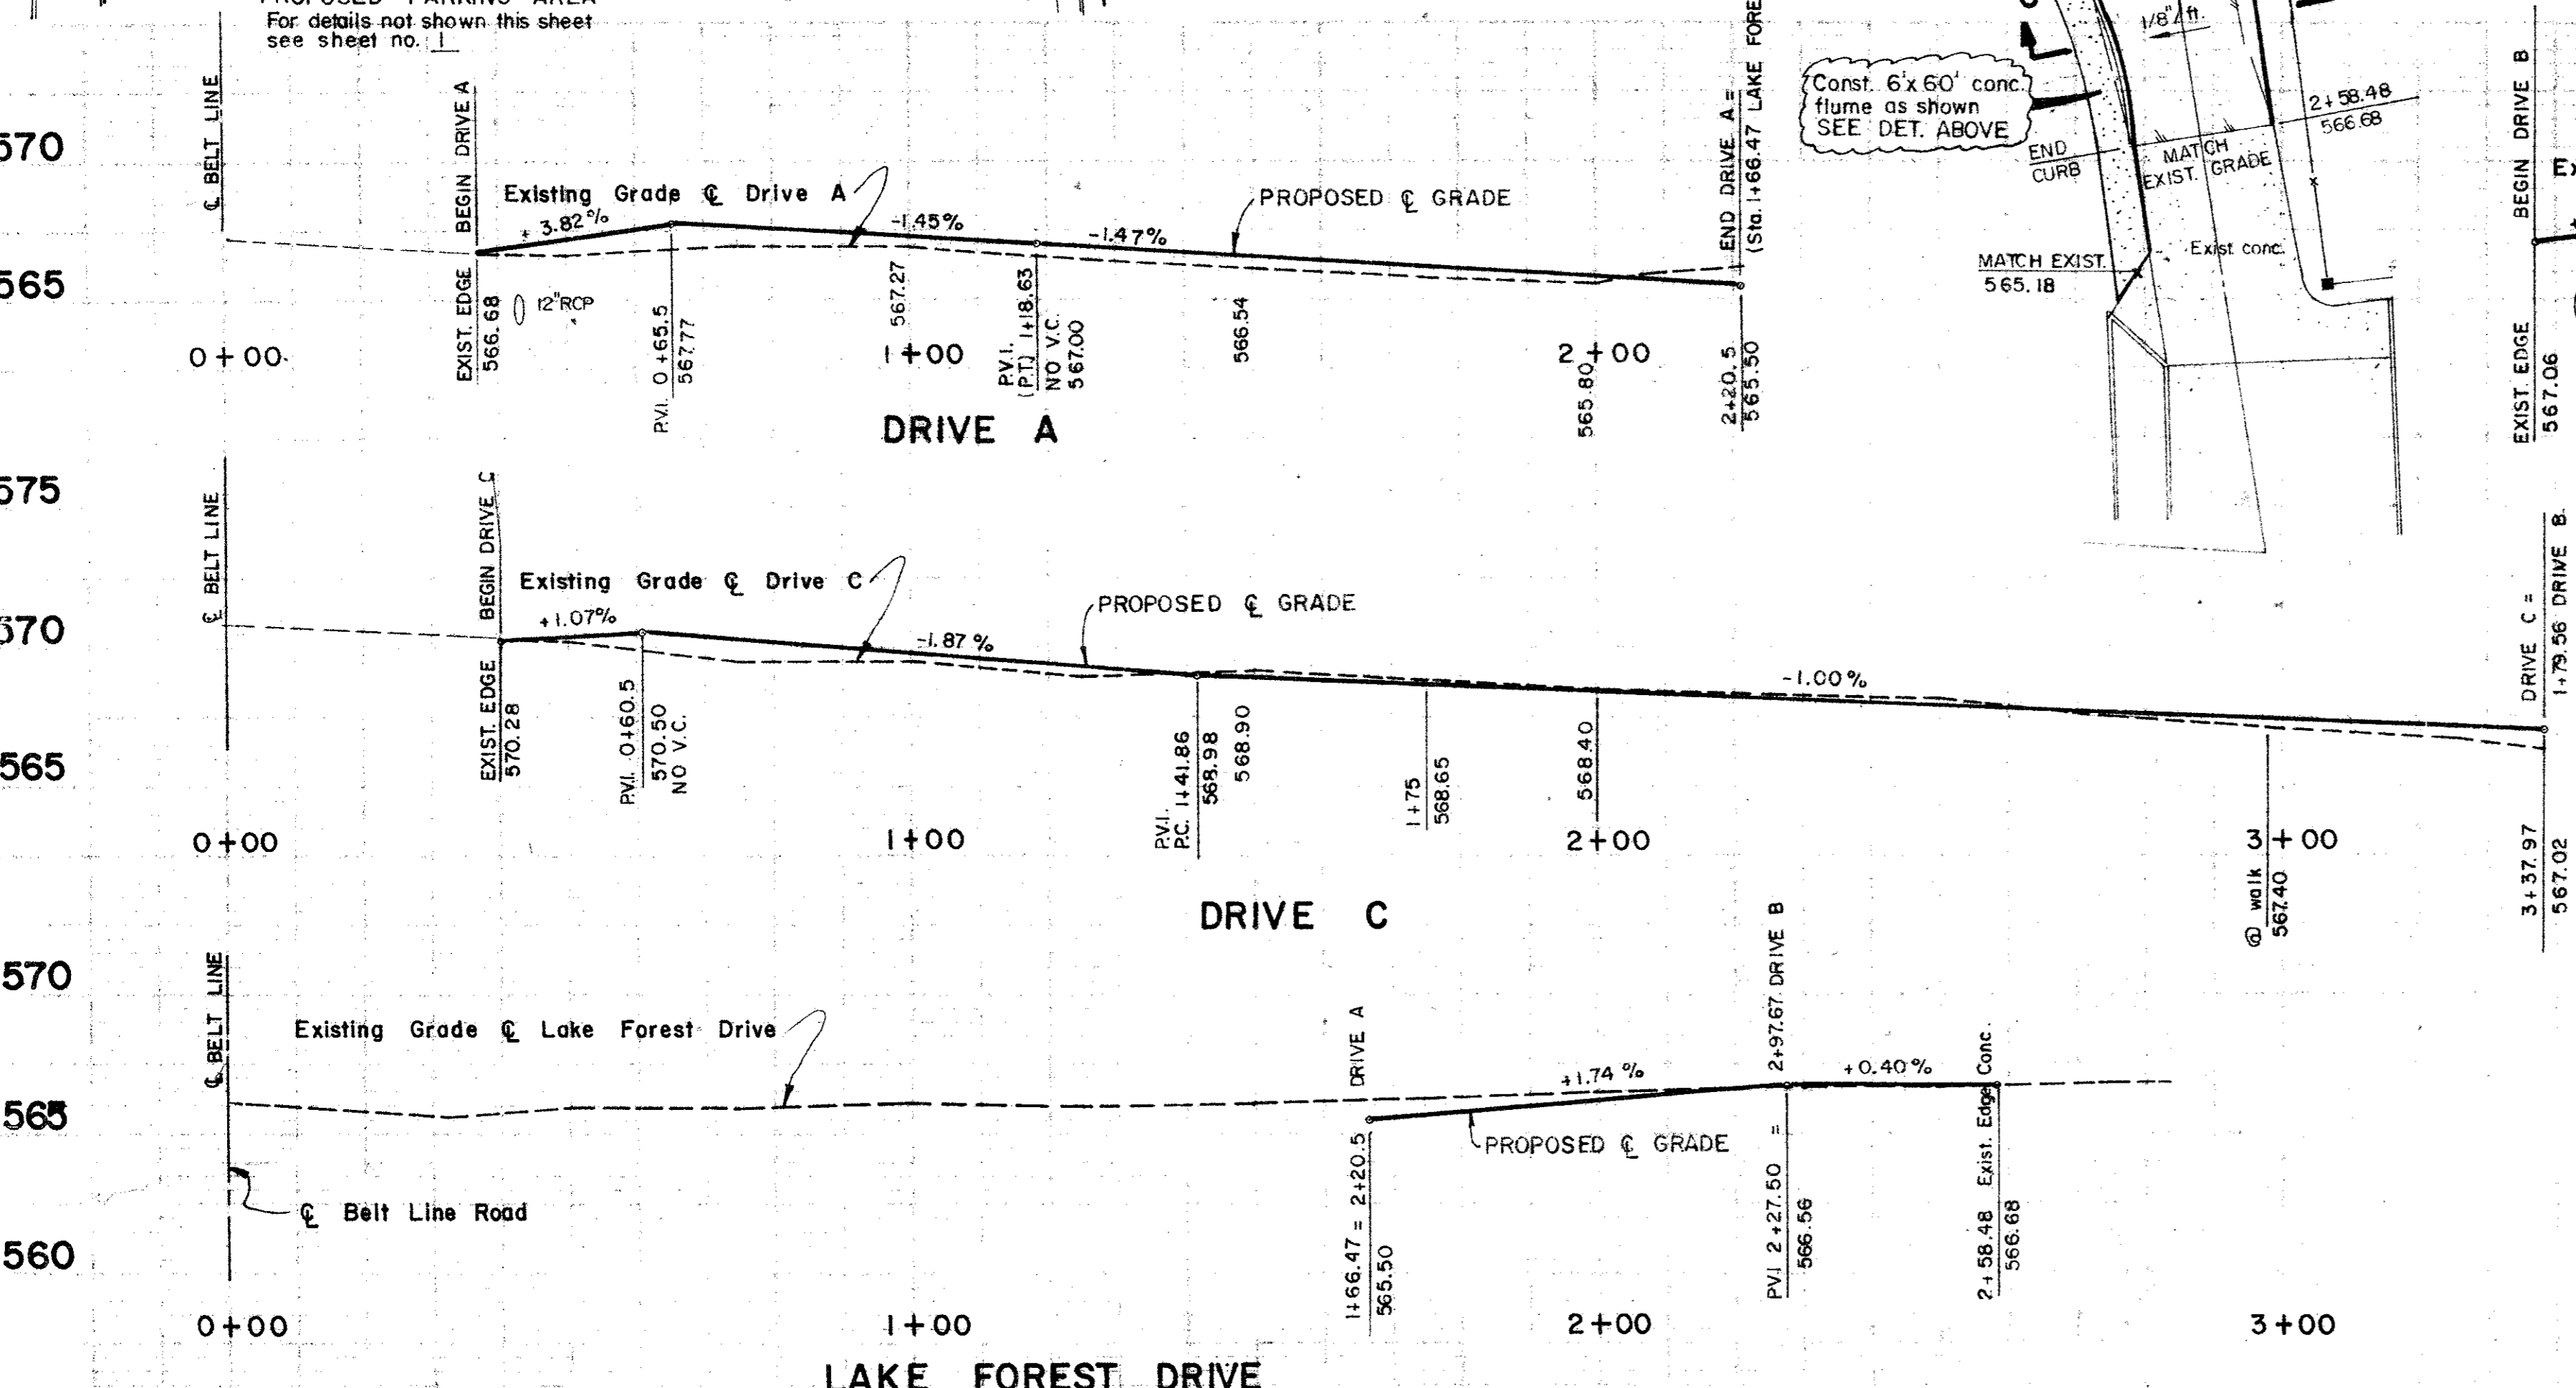 PROPOSED PARKING AREA
For details not shown this sheet
see sheet no. 1
570
565
℄ BELT LINE
BEGIN DRIVE A
Existing Grade ℄ Drive A
+ 3.82%
-1.45%
-1.47%
PROPOSED ℄ GRADE
END DRIVE A =
(Sta. 1+66.47 LAKE FORE
EXIST. EDGE
566.68
12" RCP
P.V.I. 0+65.5
567.77
567.27
P.V.I.
(P.T.) 1+18.63
NO V.C.
567.00
566.54
565.80
2+20.5
565.50
0+00
1+00
2+00
DRIVE A
Const. 6'x 60' conc.
flume as shown
SEE DET. ABOVE
1/8"/ft.
2+58.48
566.68
END
CURB
MATCH
EXIST. GRADE
MATCH EXIST.
565.18
Exist. conc.
BEGIN DRIVE B
Ex
EXIST. EDGE
567.06
575
570
565
℄ BELT LINE
BEGIN DRIVE C
Existing Grade ℄ Drive C
+1.07%
-1.87%
PROPOSED ℄ GRADE
-1.00%
DRIVE C =
1+79.56 DRIVE B
EXIST. EDGE
570.28
P.V.I. 0+60.5
570.50
NO V.C.
P.V.I.
P.C. 1+41.86
568.98
568.90
1+75
568.65
568.40
@ walk
567.40
3+37.97
567.02
0+00
1+00
2+00
3+00
DRIVE C
570
565
560
℄ BELT LINE
Existing Grade ℄ Lake Forest Drive
DRIVE A
+1.74%
2+97.67 DRIVE B
+0.40%
Exist. Edge Conc.
PROPOSED ℄ GRADE
℄ Belt Line Road
1+66.47 = 2+20.5
565.50
PVI 2+27.50 =
566.56
2+58.48
566.68
0+00
1+00
2+00
3+00
LAKE FOREST DRIVE